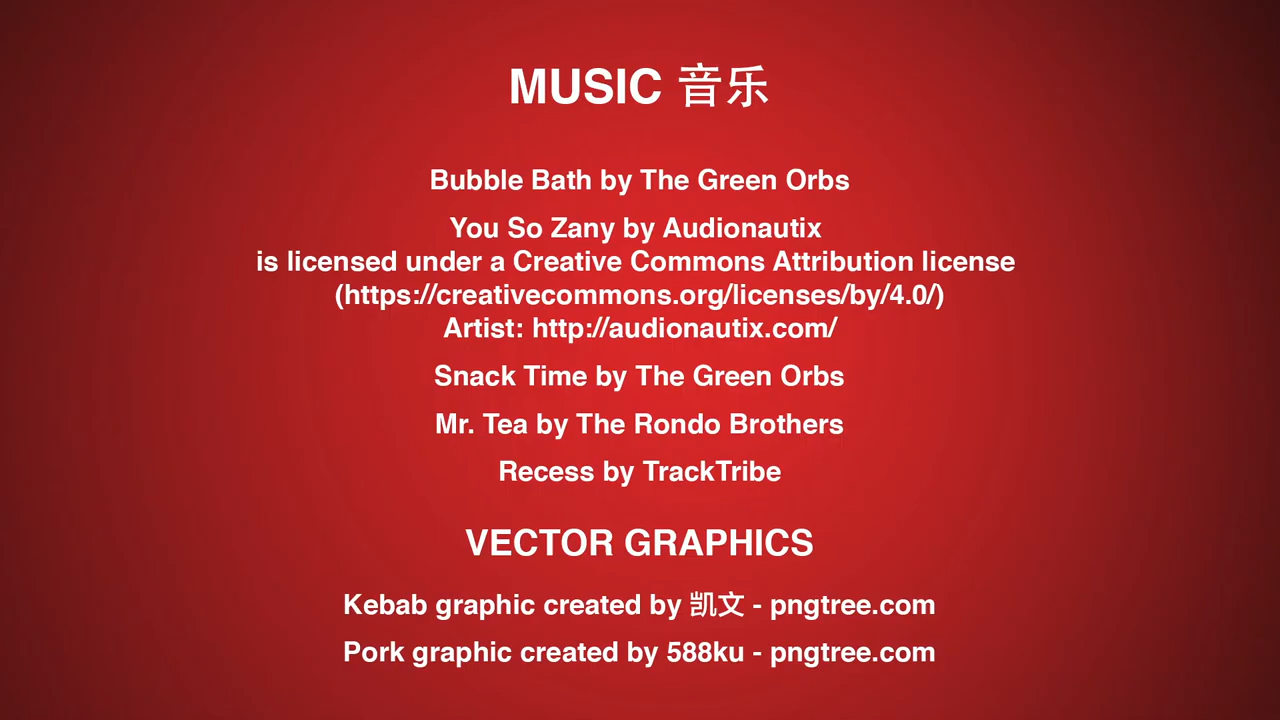 MUSIC 音乐
Bubble Bath by The Green Orbs
You So Zany by Audionautix
is licensed under a Creative Commons Attribution license
(https://creativecommons.org/licenses/by/4.0/)
Artist: http://audionautix.com/
Snack Time by The Green Orbs
Mr. Tea by The Rondo Brothers
Recess by TrackTribe
VECTOR GRAPHICS
Kebab graphic created by 凯文 - pngtree.com
Pork graphic created by 588ku - pngtree.com